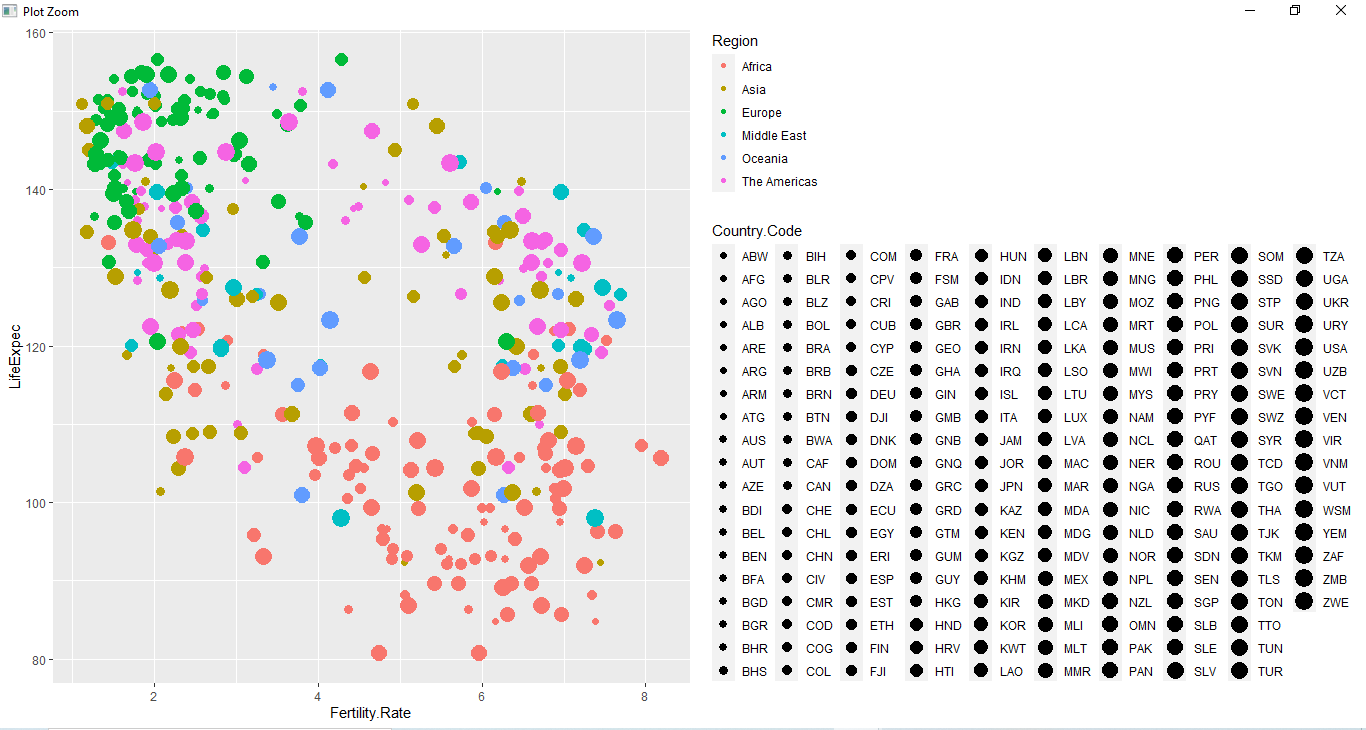 Plot Zoom
160
140
120
100
80
LifeExpec
2 4 6 8
Fertility.Rate
Region
Africa
Asia
Europe
Middle East
Oceania
The Americas
Country.Code
ABW BIH COM FRA HUN LBN MNE PER SOM TZA
AFG BLR CPV FSM IDN LBR MNG PHL SSD UGA
AGO BLZ CRI GAB IND LBY MOZ PNG STP UKR
ALB BOL CUB GBR IRL LCA MRT POL SUR URY
ARE BRA CYP GEO IRN LKA MUS PRI SVK USA
ARG BRB CZE GHA IRQ LSO MWI PRT SVN UZB
ARM BRN DEU GIN ISL LTU MYS PRY SWE VCT
ATG BTN DJI GMB ITA LUX NAM PYF SWZ VEN
AUS BWA DNK GNB JAM LVA NCL QAT SYR VIR
AUT CAF DOM GNQ JOR MAC NER ROU TCD VNM
AZE CAN DZA GRC JPN MAR NGA RUS TGO VUT
BDI CHE ECU GRD KAZ MDA NIC RWA THA WSM
BEL CHL EGY GTM KEN MDG NLD SAU TJK YEM
BEN CHN ERI GUM KGZ MDV NOR SDN TKM ZAF
BFA CIV ESP GUY KHM MEX NPL SEN TLS ZMB
BGD CMR EST HKG KIR MKD NZL SGP TON ZWE
BGR COD ETH HND KOR MLI OMN SLB TTO
BHR COG FIN HRV KWT MLT PAK SLE TUN
BHS COL FJI HTI LAO MMR PAN SLV TUR